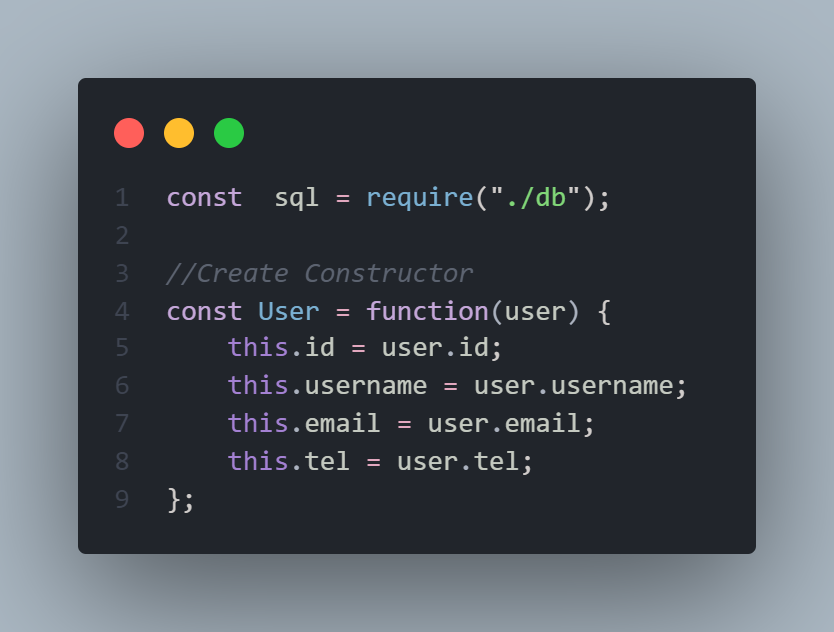 1 const  sql = require("./db");
2
3 //Create Constructor
4 const User = function(user) {
5     this.id = user.id;
6     this.username = user.username;
7     this.email = user.email;
8     this.tel = user.tel;
9 };